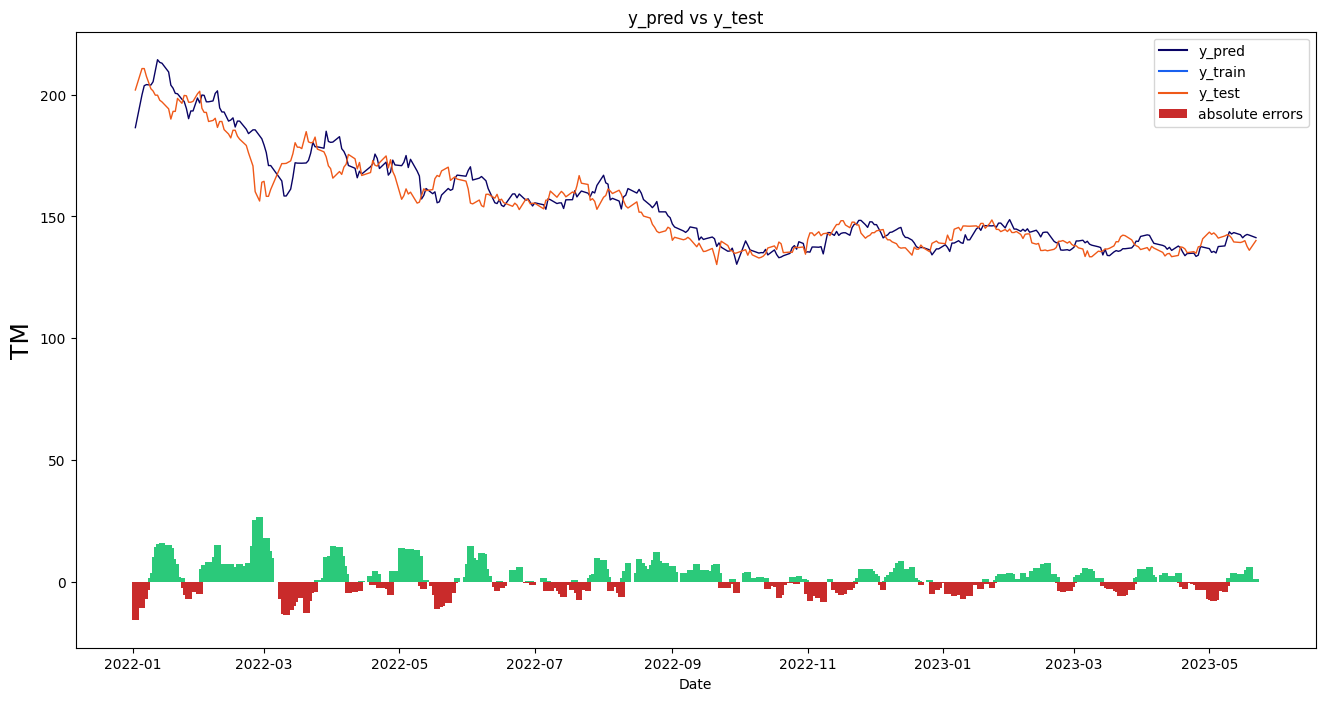 y_pred vs y_test
y_pred
y_train
y_test
absolute errors
200
150
100
50
0
TM
2022-01
2022-03
2022-05
2022-07
2022-09
2022-11
2023-01
2023-03
2023-05
Date